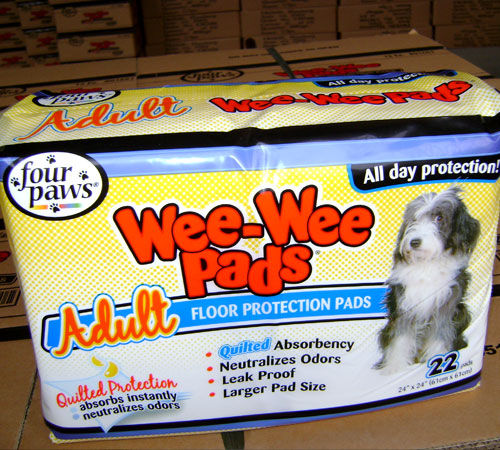 four paws
Adult Wee-Wee Pads
All day protection!
four
paws®
All day protection!
Wee-Wee
Pads®
Adult FLOOR PROTECTION PADS
• Quilted Absorbency
• Neutralizes Odors
• Leak Proof
• Larger Pad Size
Quilted Protection
absorbs instantly
neutralizes odors
22 pads
24" x 24" (61cm x 61cm)